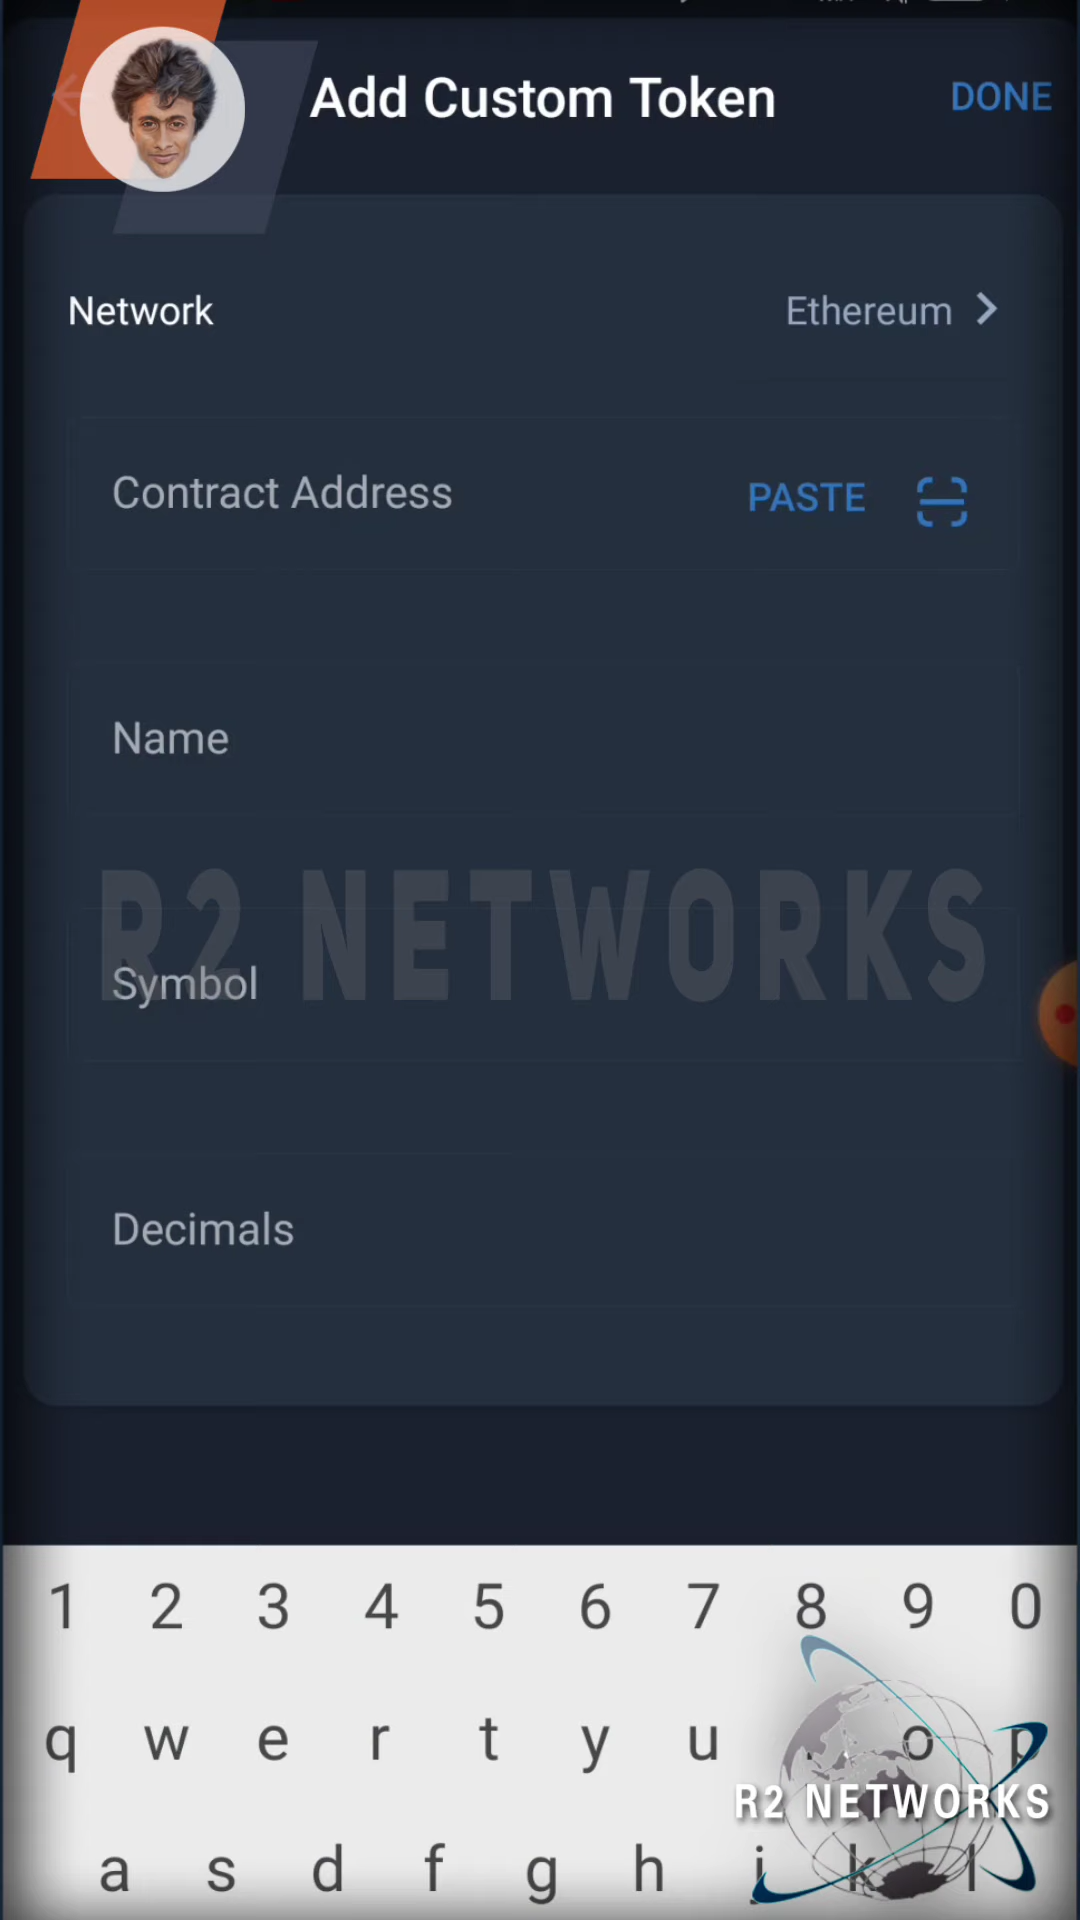 Add Custom Token
DONE
Network
Ethereum
Contract Address
PASTE
Name
R2 NETWORKS
Symbol
Decimals
1 2 3 4 5 6 7 8 9 0
q w e r t y u o p
R2 NETWORKS
a s d f g h j k l